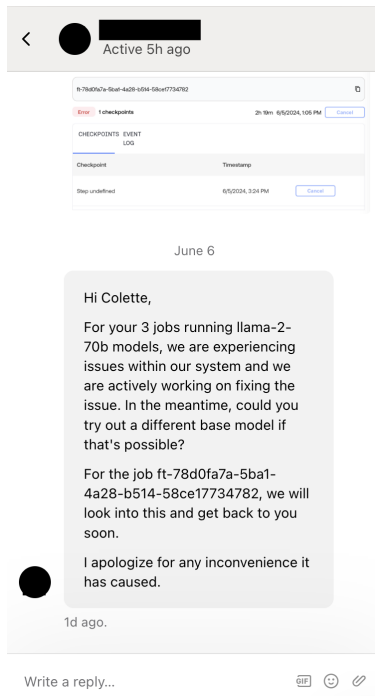 Active 5h ago
ft-78d0fa7a-5ba1-4a28-b514-58ce17734782
Error 1 checkpoints 2h 19m 6/5/2024, 1:05 PM Cancel
CHECKPOINTS EVENT
LOG
Checkpoint Timestamp
Step undefined 6/5/2024, 3:24 PM Cancel
June 6
Hi Colette,
For your 3 jobs running llama-2-
70b models, we are experiencing
issues within our system and we
are actively working on fixing the
issue. In the meantime, could you
try out a different base model if
that's possible?
For the job ft-78d0fa7a-5ba1-
4a28-b514-58ce17734782, we will
look into this and get back to you
soon.
I apologize for any inconvenience it
has caused.
1d ago.
Write a reply... GIF